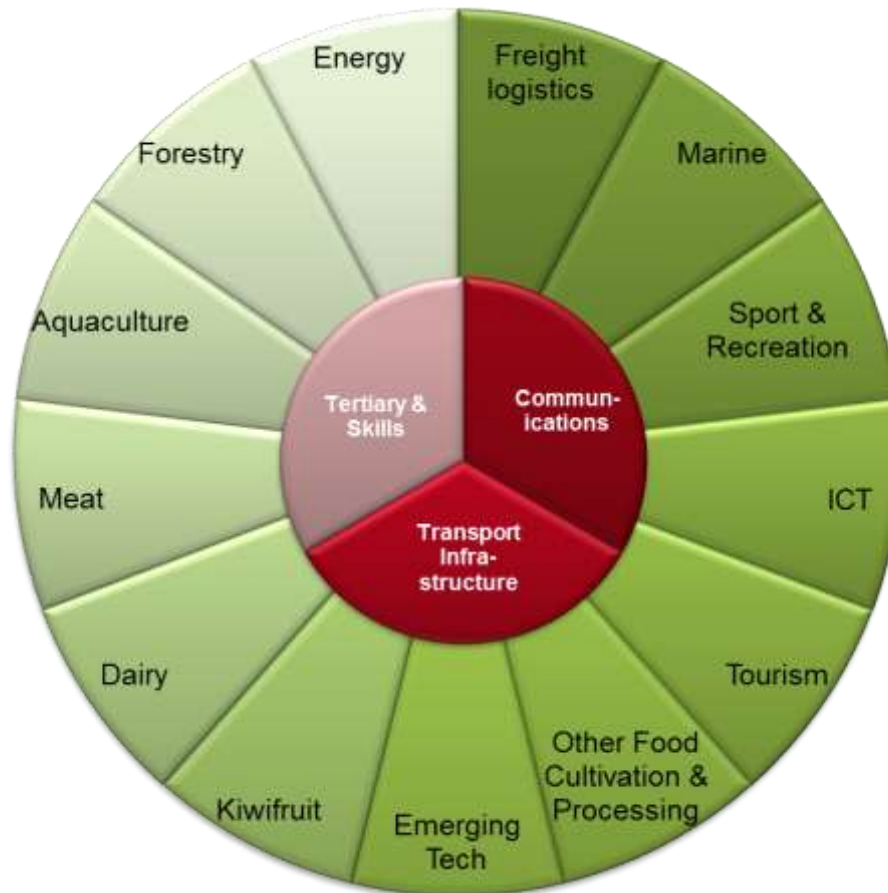 Energy
Freight
logistics
Marine
Sport &
Recreation
ICT
Tourism
Other Food
Cultivation &
Processing
Emerging
Tech
Kiwifruit
Dairy
Meat
Aquaculture
Forestry
Tertiary &
Skills
Commun-
ications
Transport
Infra-
structure